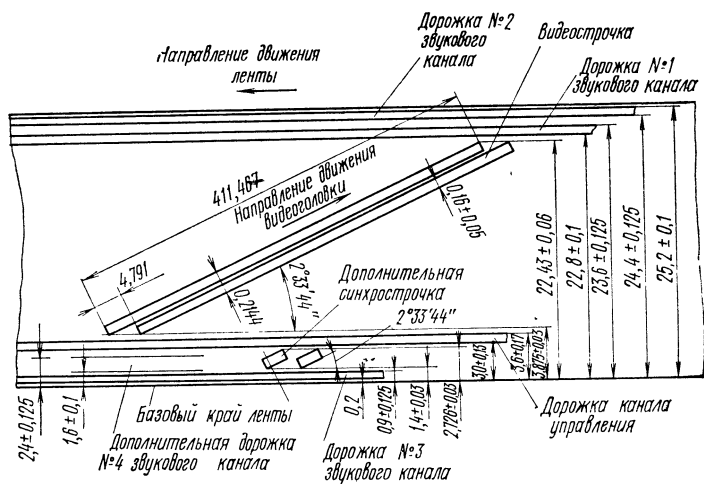 Направление движения
ленты
Дорожка №2
звукового
канала
Видеострочка
Дорожка №1
звукового канала
411,467
Направление движения
видеоголовки
4,791
0,2144
0,16±0,05
2°33'44"
Дополнительная
синхрострочка
2°33'44"
22,43±0,06
22,8±0,1
23,6±0,125
24,4±0,125
25,2±0,1
2,4±0,125
1,6±0,1
Базовый край ленты
Дополнительная дорожка
№4 звукового канала
0,2
0,9±0,125
1,4±0,03
2,726±0,03
3,0±0,15
3,6±0,17
3,875±0,03
Дорожка №3
звукового канала
Дорожка канала
управления